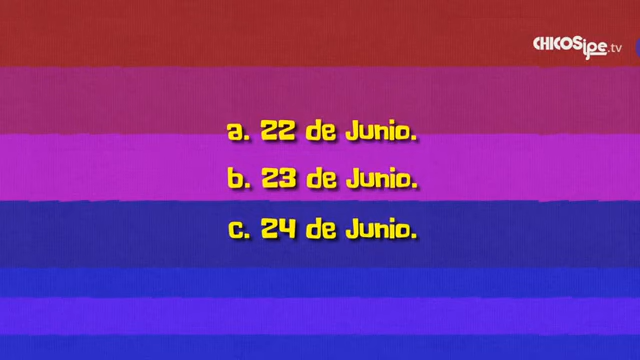 CHICOSipe.tv
a. 22 de Junio.
b. 23 de Junio.
c. 24 de Junio.